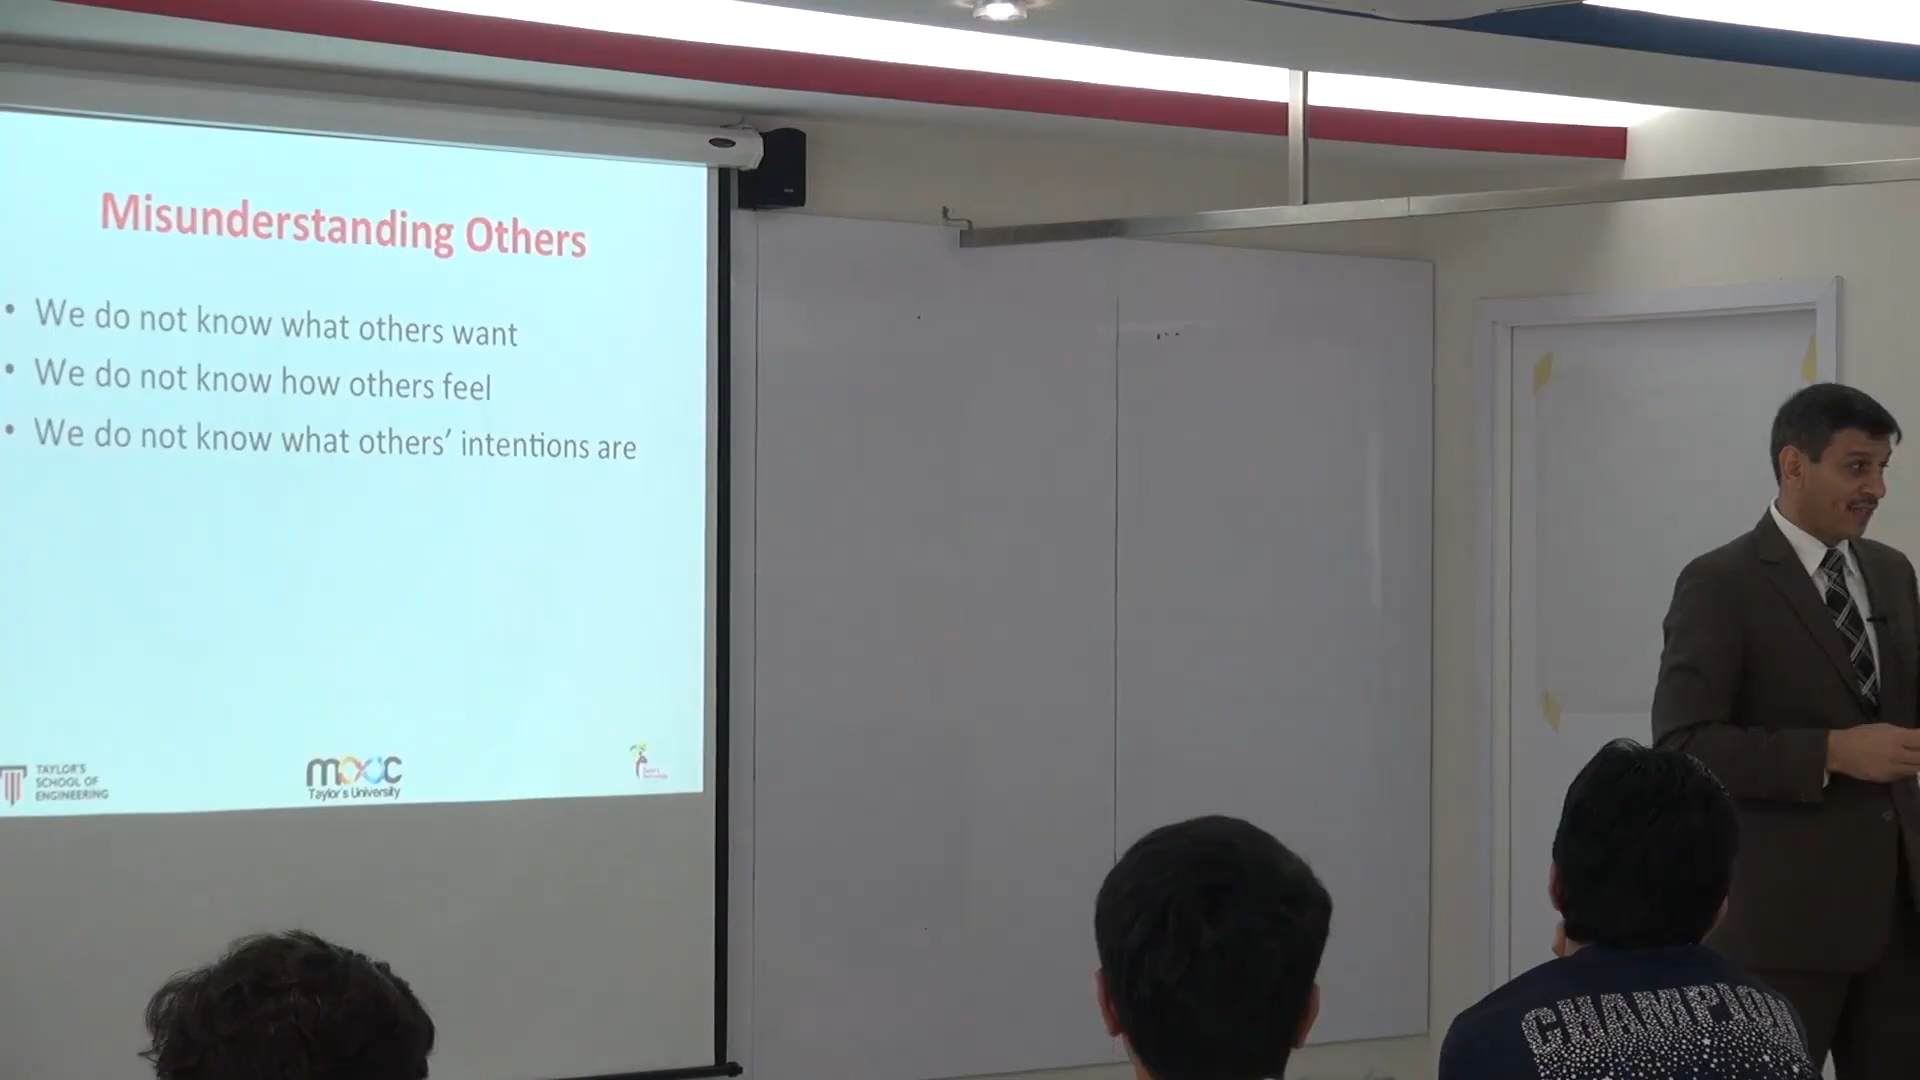 Misunderstanding Others
• We do not know what others want
• We do not know how others feel
• We do not know what others’ intentions are
TAYLOR'S
SCHOOL OF
ENGINEERING
mooc
Taylor's University
CHAMPION